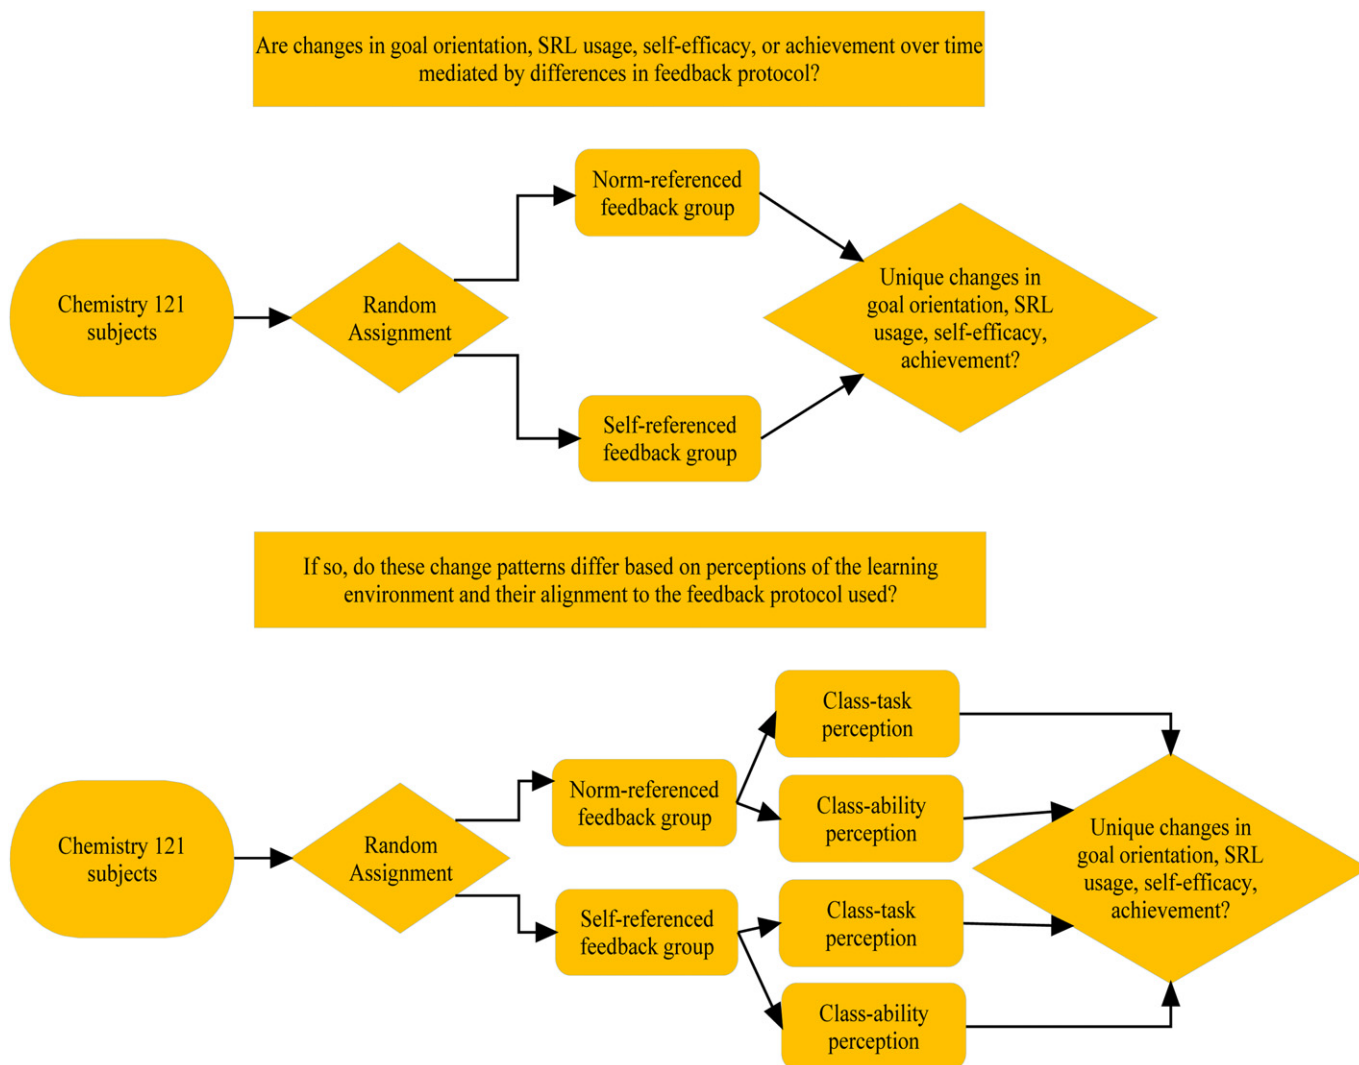 Are changes in goal orientation, SRL usage, self-efficacy, or achievement over time
mediated by differences in feedback protocol?
Norm-referenced
feedback group
Chemistry 121
subjects
Random
Assignment
Unique changes in
goal orientation, SRL
usage, self-efficacy,
achievement?
Self-referenced
feedback group
If so, do these change patterns differ based on perceptions of the learning
environment and their alignment to the feedback protocol used?
Class-task
perception
Norm-referenced
feedback group
Class-ability
perception
Chemistry 121
subjects
Random
Assignment
Unique changes in
goal orientation, SRL
usage, self-efficacy,
achievement?
Self-referenced
feedback group
Class-task
perception
Class-ability
perception